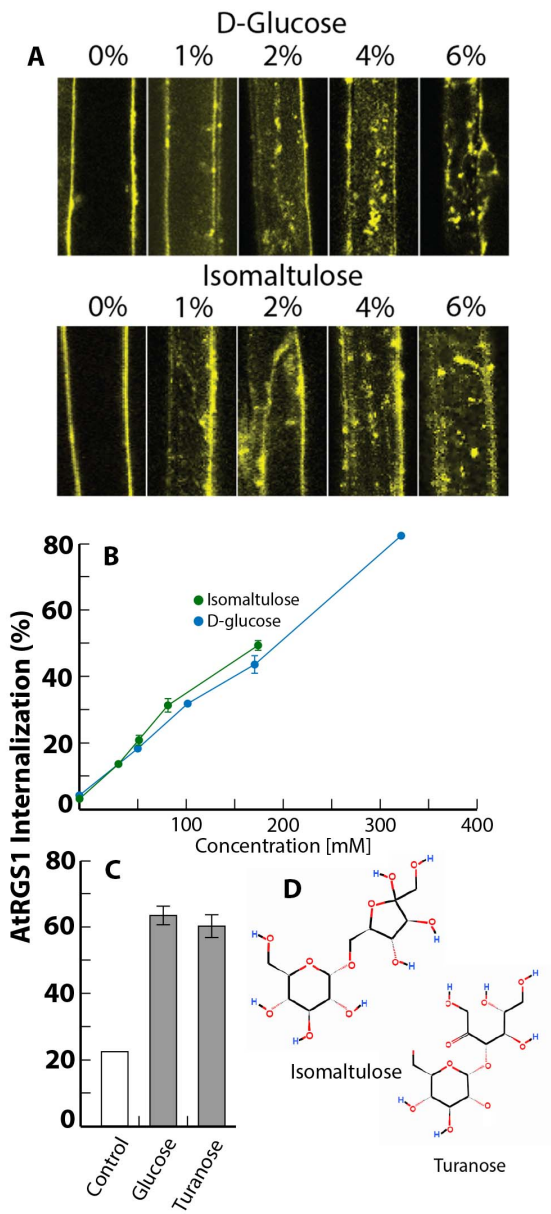 D-Glucose
A 0% 1% 2% 4% 6%
Isomaltulose
0% 1% 2% 4% 6%
AtRGS1 Internalization (%)
B
80
60
40
20
0
Isomaltulose
D-glucose
100 200 300 400
Concentration [mM]
C
80
60
40
20
0
Control
Glucose
Turanose
D
H O
O H
O
O H
O H
H O
O
O
H O
O H
O H
Isomaltulose
H O
O H
O H
O
O H
O
O
H O
O
O H
Turanose